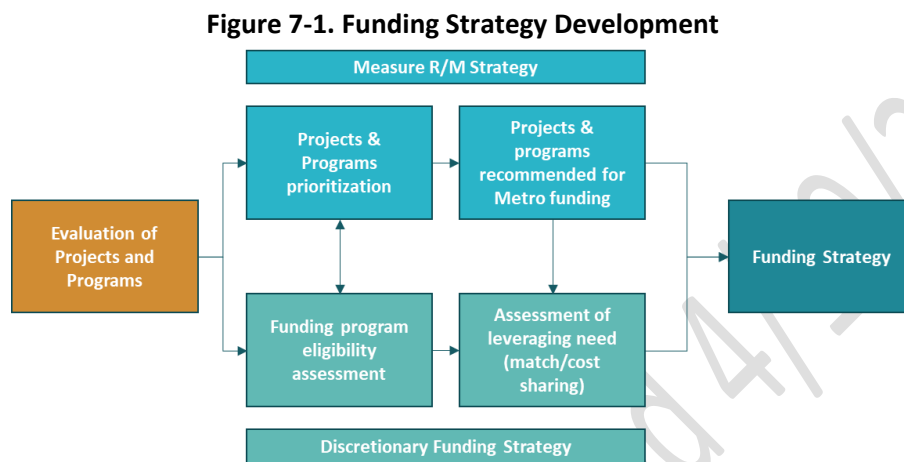 Figure 7-1. Funding Strategy Development
Measure R/M Strategy
Projects &
Programs
prioritization
Projects &
programs
recommended for
Metro funding
Evaluation of
Projects and
Programs
Funding Strategy
Funding program
eligibility
assessment
Assessment of
leveraging need
(match/cost
sharing)
Discretionary Funding Strategy